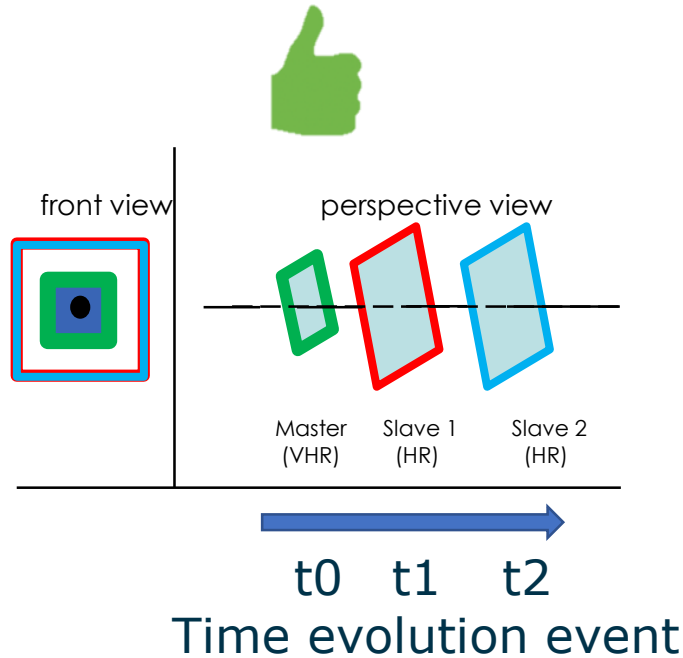 front view
perspective view
Master
(VHR)
Slave 1
(HR)
Slave 2
(HR)
t0 t1 t2
Time evolution event